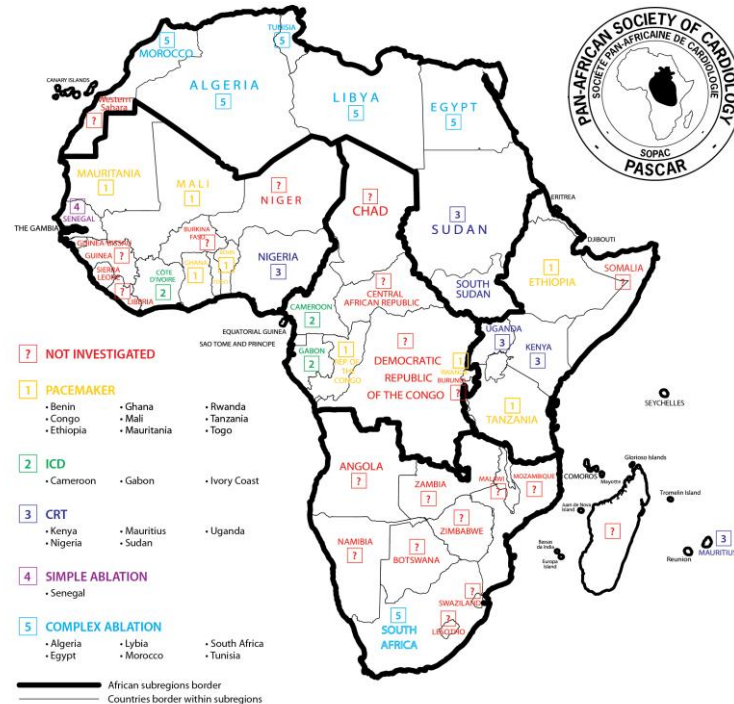 PAN-AFRICAN SOCIETY OF CARDIOLOGY
SOCIÉTÉ PAN-AFRICAINE DE CARDIOLOGIE
SOPAC
PASCAR
5
MOROCCO
TUNISIA
5
CANARY ISLANDS
ALGERIA
5
LIBYA
5
EGYPT
5
Western
Sahara
?
MAURITANIA
1
MALI
1
?
NIGER
?
CHAD
3
SUDAN
ERITREA
DJIBOUTI
4
SENEGAL
THE GAMBIA
GUINEA-BISSAU
GUINEA
?
SIERRA
LEONE
?
LIBERIA
BURKINA
FASO
?
CÔTE
D'IVOIRE
2
GHANA
1
1
NIGERIA
3
?
CENTRAL
AFRICAN REPUBLIC
SOUTH
SUDAN
1
ETHIOPIA
SOMALIA
?
CAMEROON
2
EQUATORIAL GUINEA
SAO TOME AND PRINCIPE
GABON
2
1
REP OF
THE
CONGO
?
DEMOCRATIC
REPUBLIC
OF THE CONGO
UGANDA
3
KENYA
3
1
RWANDA
BURUNDI
?
1
TANZANIA
SEYCHELLES
ANGOLA
?
ZAMBIA
?
MALAWI
?
MOZAMBIQUE
?
COMOROS
Mayotte
Glorioso Islands
Juan de Nova
Island
Tromelin Island
?
3
MAURITIUS
Reunion
Bassas
da India
Europa
Island
NAMIBIA
?
?
BOTSWANA
?
ZIMBABWE
?
SWAZILAND
?
LESOTHO
5
SOUTH
AFRICA
? NOT INVESTIGATED
1 PACEMAKER
• Benin • Ghana • Rwanda
• Congo • Mali • Tanzania
• Ethiopia • Mauritania • Togo
2 ICD
• Cameroon • Gabon • Ivory Coast
3 CRT
• Kenya • Mauritius • Uganda
• Nigeria • Sudan
4 SIMPLE ABLATION
• Senegal
5 COMPLEX ABLATION
• Algeria • Lybia • South Africa
• Egypt • Morocco • Tunisia
African subregions border
Countries border within subregions